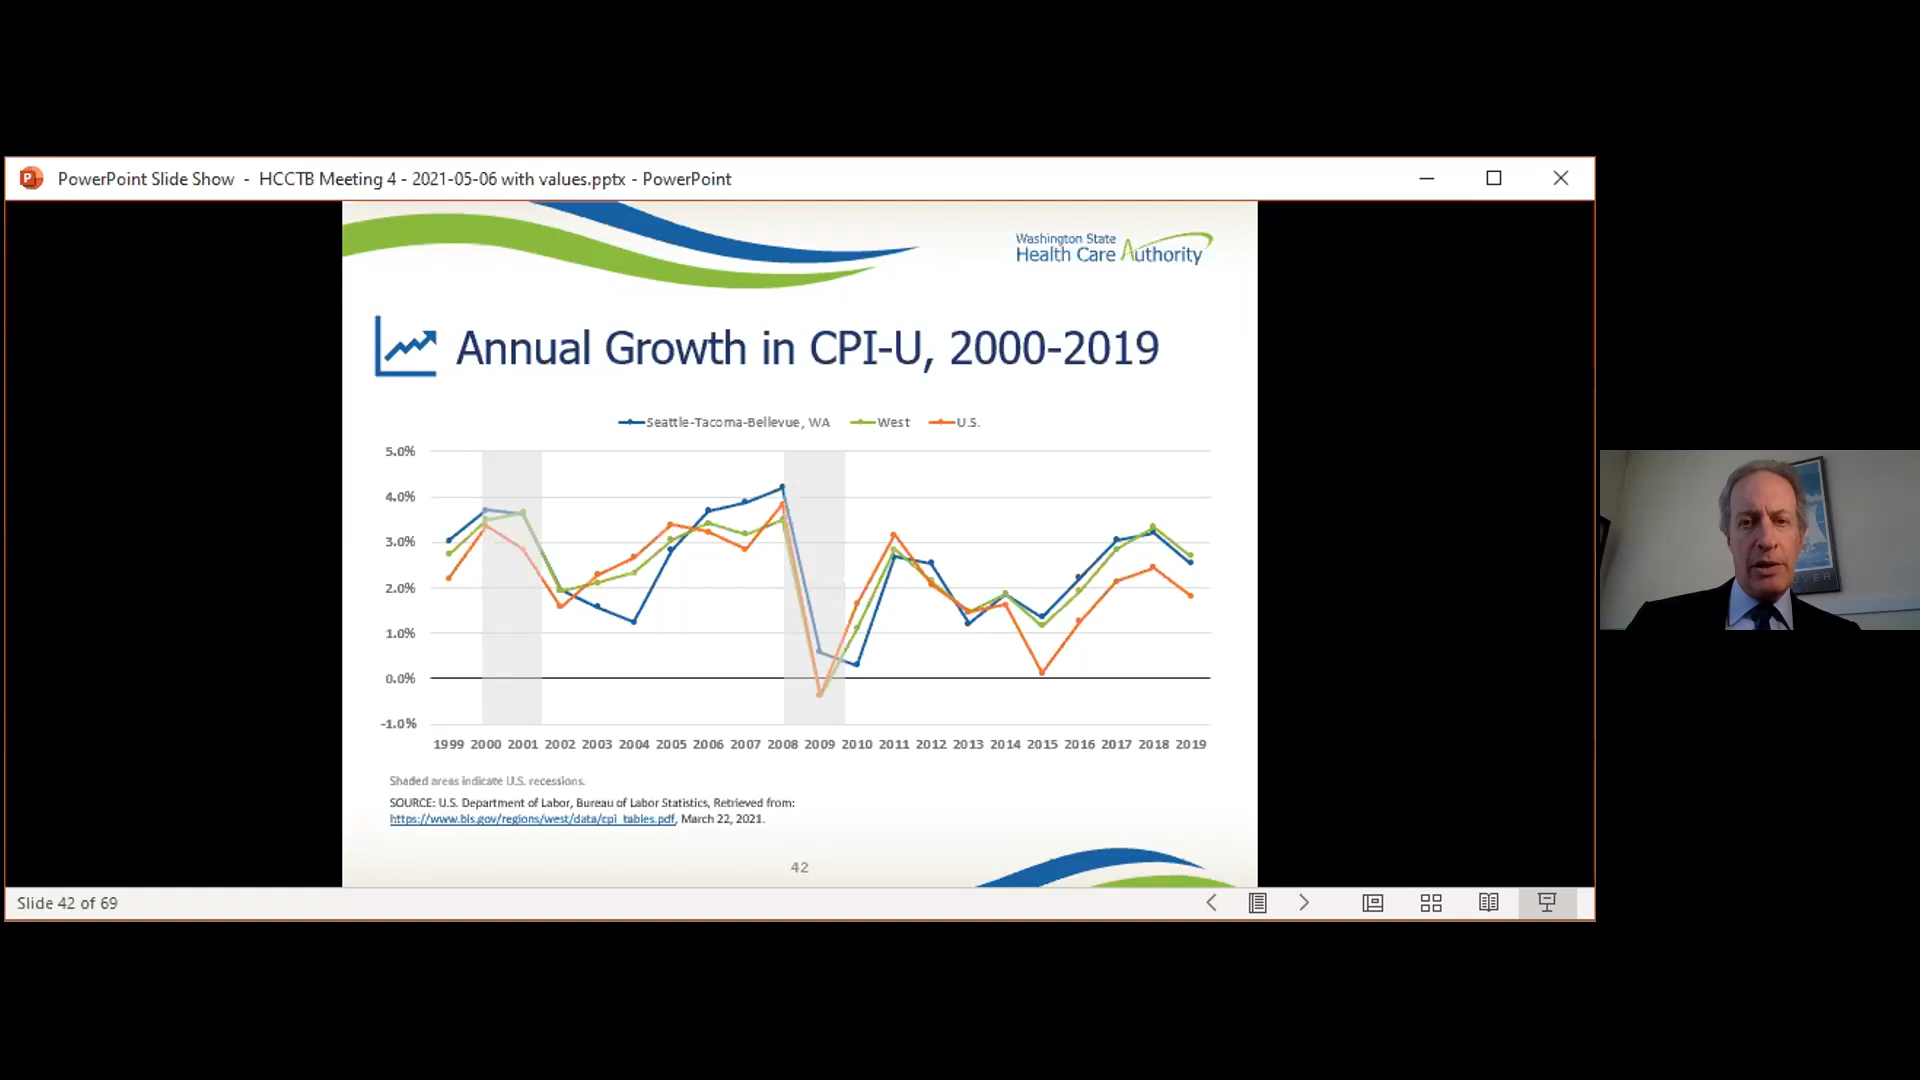 PowerPoint Slide Show - HCCTB Meeting 4 - 2021-05-06 with values.pptx - PowerPoint
Washington State
Health Care Authority
Annual Growth in CPI-U, 2000-2019
Seattle-Tacoma-Bellevue, WA West U.S.
5.0%
4.0%
3.0%
2.0%
1.0%
0.0%
-1.0%
1999 2000 2001 2002 2003 2004 2005 2006 2007 2008 2009 2010 2011 2012 2013 2014 2015 2016 2017 2018 2019
Shaded areas indicate U.S. recessions.
SOURCE: U.S. Department of Labor, Bureau of Labor Statistics, Retrieved from:
https://www.bls.gov/regions/west/data/cpi_tables.pdf, March 22, 2021.
42
Slide 42 of 69